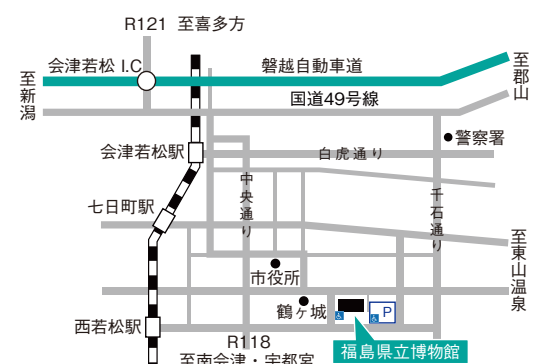 R121 至喜多方
会津若松 I.C
磐越自動車道
至郡山
至新潟
国道49号線
警察署
会津若松駅
白虎通り
中央通り
千石通り
七日町駅
至東山温泉
市役所
鶴ヶ城
P
西若松駅
R118
至南会津・宇都宮
福島県立博物館